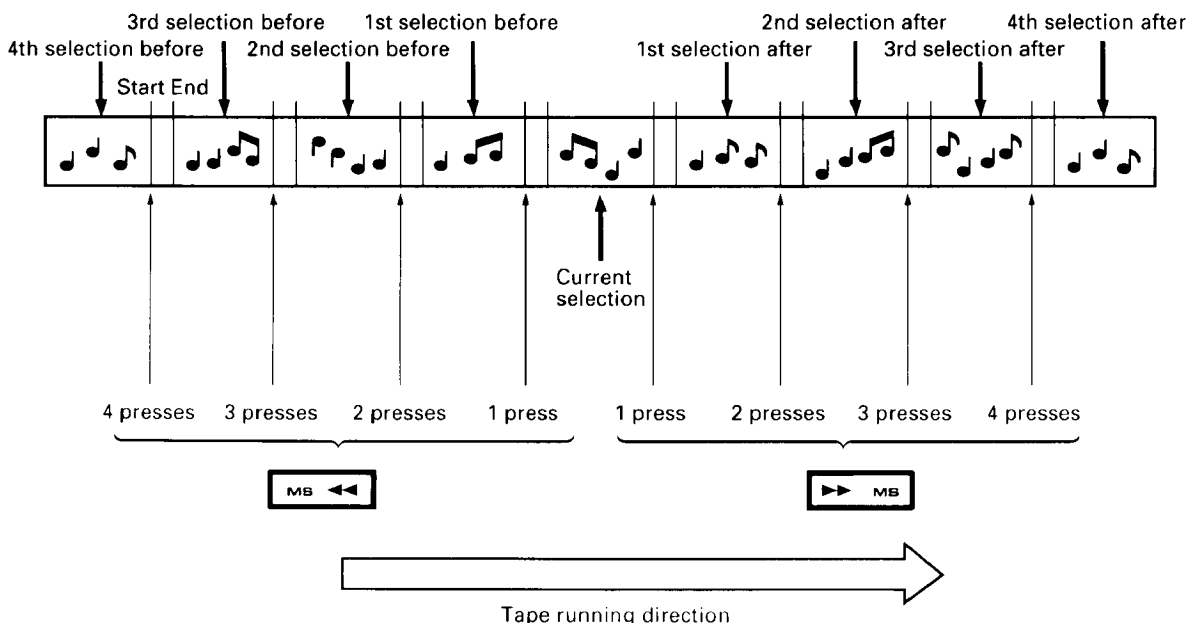 3rd selection before
1st selection before
2nd selection after
4th selection after
4th selection before
2nd selection before
1st selection after
3rd selection after
Start End
Current
selection
4 presses
3 presses
2 presses
1 press
1 press
2 presses
3 presses
4 presses
MS ◀◀
▶▶ MS
Tape running direction